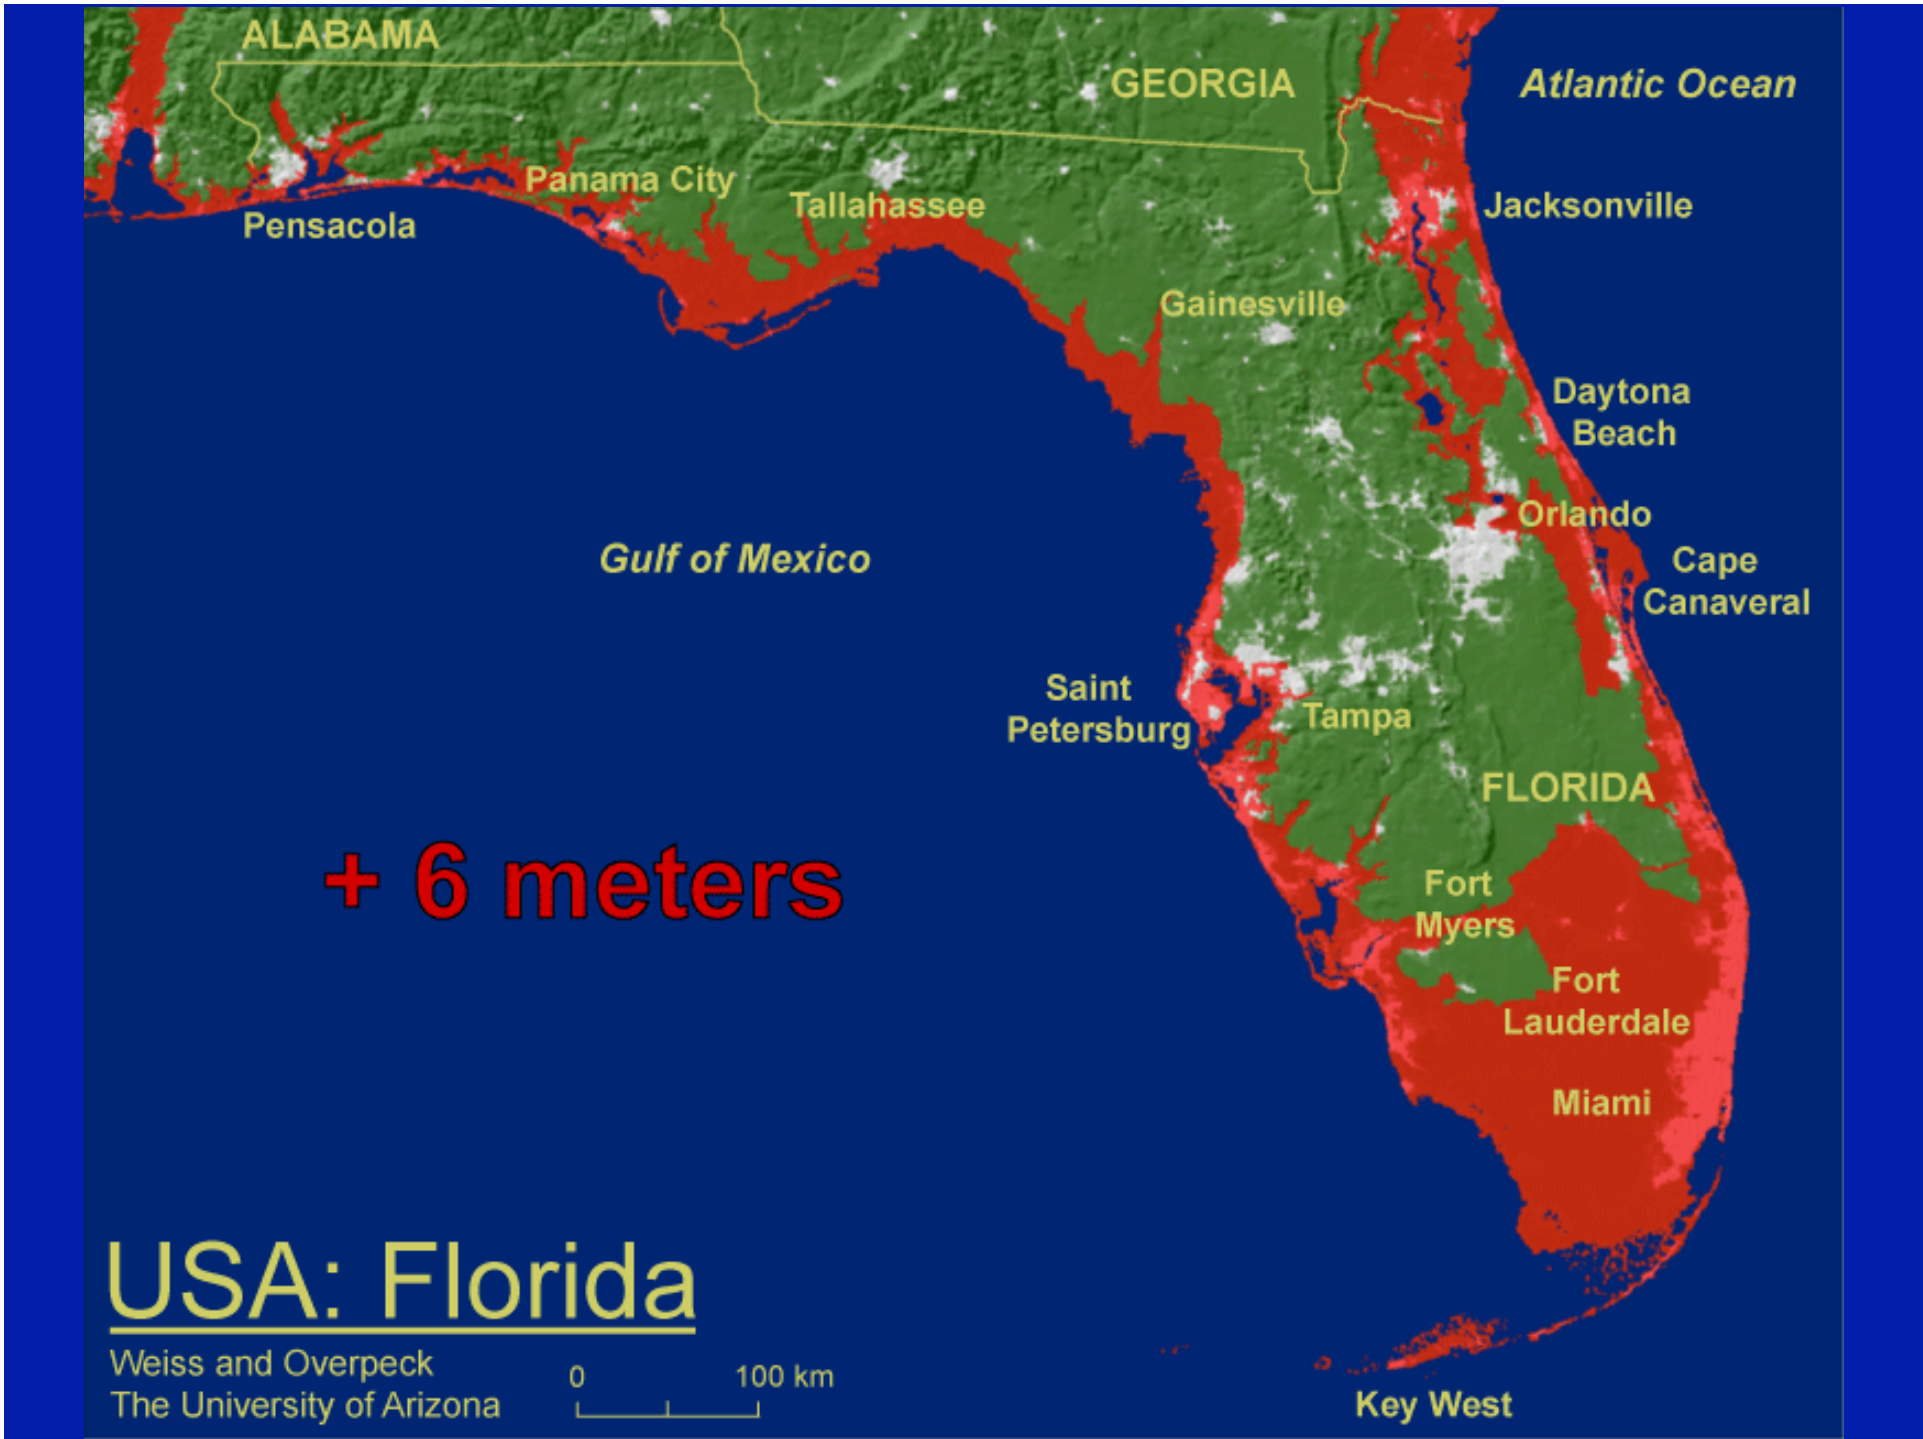 ALABAMA
GEORGIA
Atlantic Ocean
Panama City
Pensacola
Tallahassee
Jacksonville
Gainesville
Daytona
Beach
Orlando
Gulf of Mexico
Cape
Canaveral
Saint
Petersburg
Tampa
FLORIDA
+ 6 meters
Fort
Myers
Fort
Lauderdale
Miami
USA: Florida
Weiss and Overpeck
The University of Arizona
0 100 km
Key West